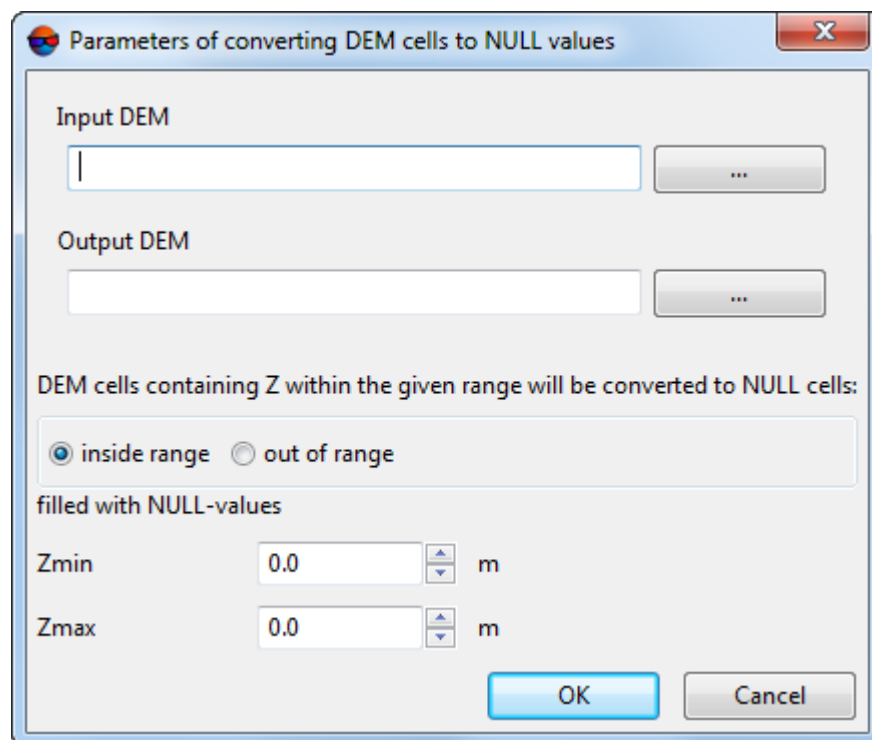 Parameters of converting DEM cells to NULL values
Input DEM
...
Output DEM
...
DEM cells containing Z within the given range will be converted to NULL cells:
inside range out of range
filled with NULL-values
Zmin 0.0 m
Zmax 0.0 m
OK Cancel